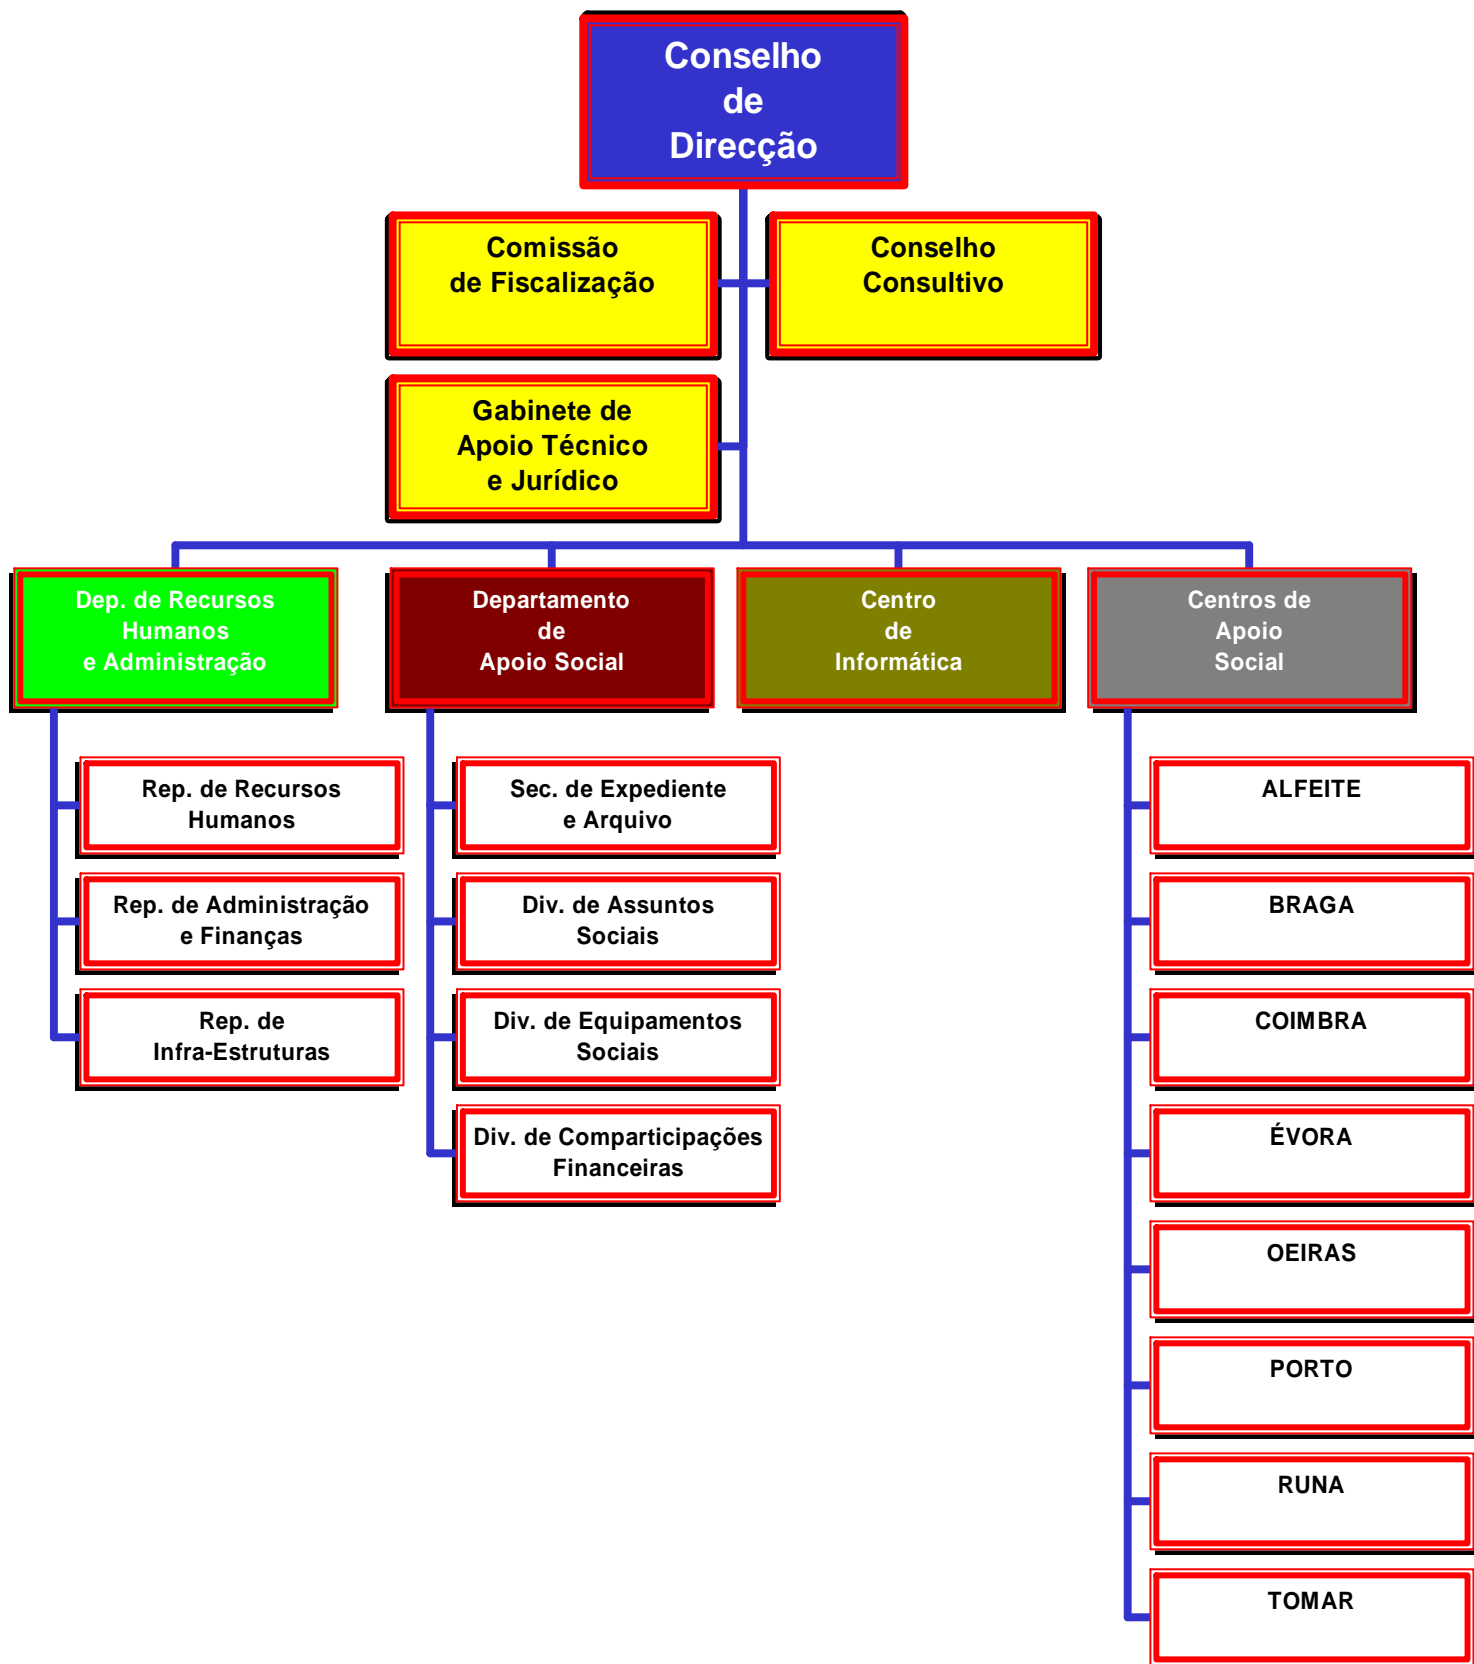 Conselho
de
Direcção
Comissão
de Fiscalização
Conselho
Consultivo
Gabinete de
Apoio Técnico
e Jurídico
Dep. de Recursos
Humanos
e Administração
Departamento
de
Apoio Social
Centro
de
Informática
Centros de
Apoio
Social
Rep. de Recursos
Humanos
Rep. de Administração
e Finanças
Rep. de
Infra-Estruturas
Sec. de Expediente
e Arquivo
Div. de Assuntos
Sociais
Div. de Equipamentos
Sociais
Div. de Comparticipações
Financeiras
ALFEITE
BRAGA
COIMBRA
ÉVORA
OEIRAS
PORTO
RUNA
TOMAR